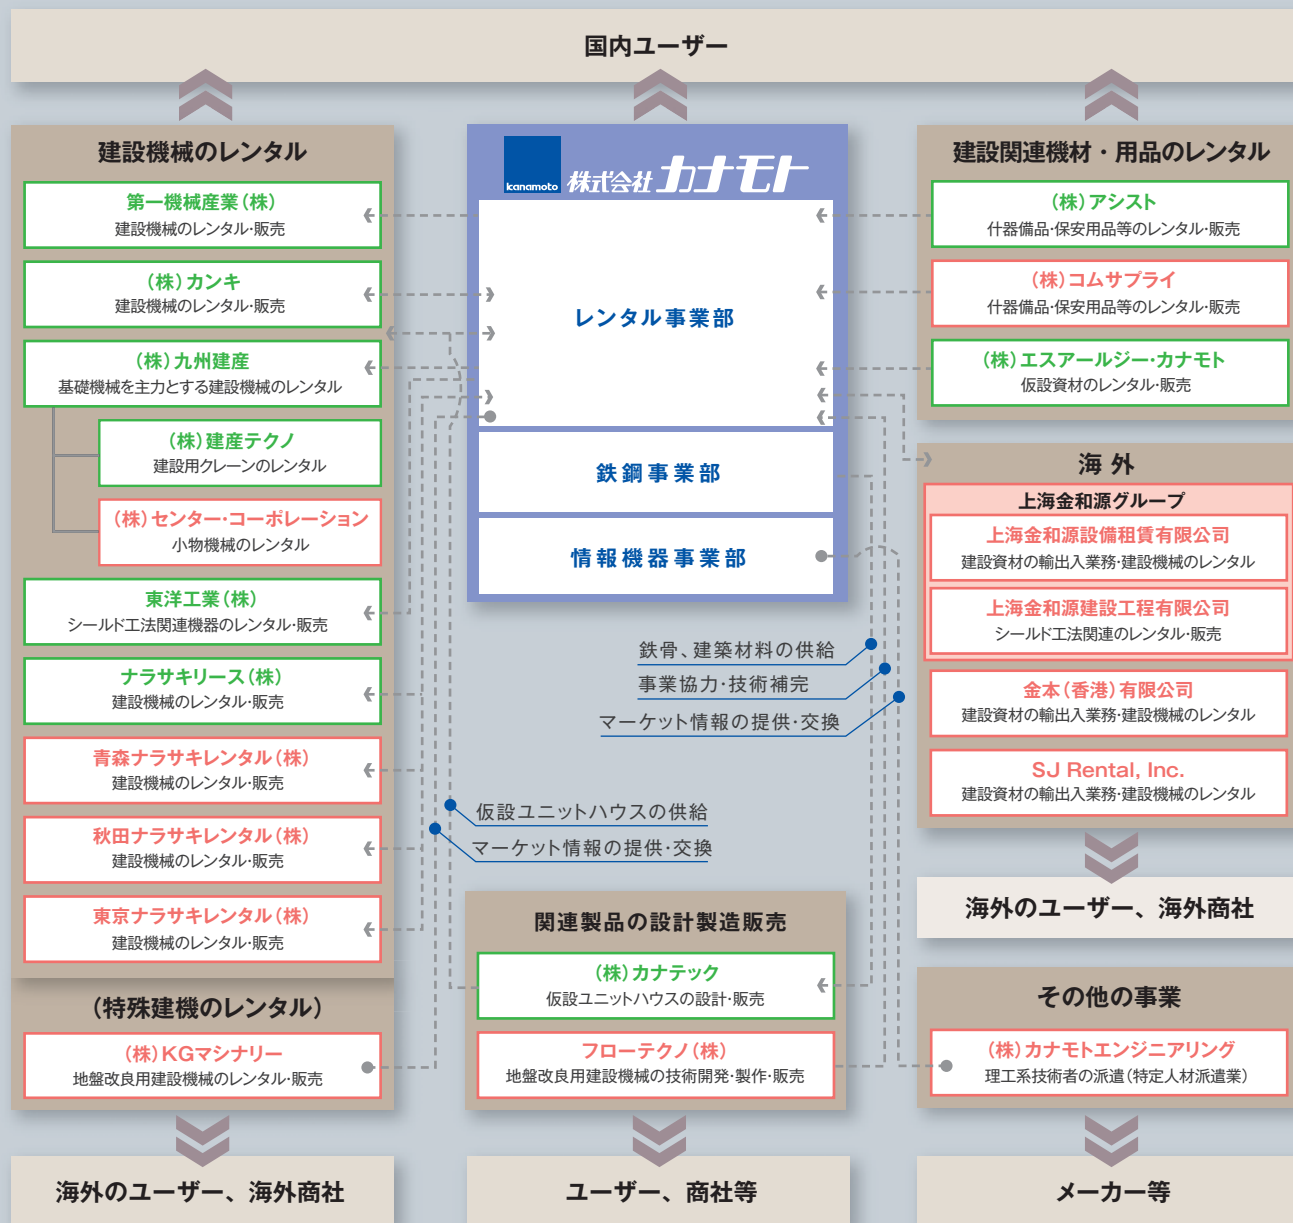 国内ユーザー
建設機械のレンタル
第一機械産業(株)
建設機械のレンタル・販売
(株)カンキ
建設機械のレンタル・販売
(株)九州建産
基礎機械を主力とする建設機械のレンタル
(株)建産テクノ
建設用クレーンのレンタル
(株)センター・コーポレーション
小物機械のレンタル
東洋工業(株)
シールド工法関連機器のレンタル・販売
ナラサキリース(株)
建設機械のレンタル・販売
青森ナラサキレンタル(株)
建設機械のレンタル・販売
秋田ナラサキレンタル(株)
建設機械のレンタル・販売
東京ナラサキレンタル(株)
建設機械のレンタル・販売
(特殊建機のレンタル)
(株)KGマシナリー
地盤改良用建設機械のレンタル・販売
海外のユーザー、海外商社
kanamoto
株式会社カナモト
レンタル事業部
鉄鋼事業部
情報機器事業部
鉄骨、建築材料の供給
事業協力・技術補完
マーケット情報の提供・交換
仮設ユニットハウスの供給
マーケット情報の提供・交換
関連製品の設計製造販売
(株)カナテック
仮設ユニットハウスの設計・販売
フローテクノ(株)
地盤改良用建設機械の技術開発・製作・販売
ユーザー、商社等
建設関連機材・用品のレンタル
(株)アシスト
什器備品・保安用品等のレンタル・販売
(株)コムサプライ
什器備品・保安用品等のレンタル・販売
(株)エスアールジー・カナモト
仮設資材のレンタル・販売
海外
上海金和源グループ
上海金和源設備租賃有限公司
建設資材の輸出入業務・建設機械のレンタル
上海金和源建設工程有限公司
シールド工法関連のレンタル・販売
金本(香港)有限公司
建設資材の輸出入業務・建設機械のレンタル
SJ Rental, Inc.
建設資材の輸出入業務・建設機械のレンタル
海外のユーザー、海外商社
その他の事業
(株)カナモトエンジニアリング
理工系技術者の派遣(特定人材派遣業)
メーカー等